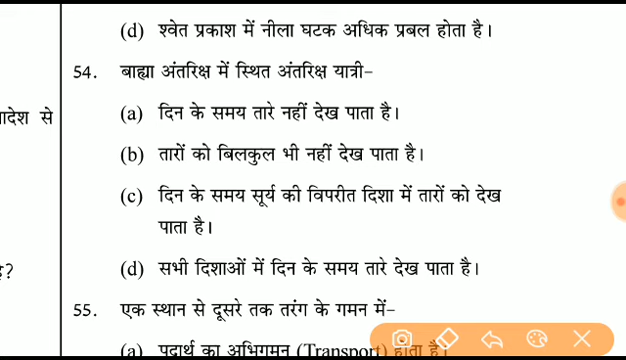 (d) श्वेत प्रकाश में नीला घटक अधिक प्रबल होता है।
54. बाह्या अंतरिक्ष में स्थित अंतरिक्ष यात्री–
ादेश से
(a) दिन के समय तारे नहीं देख पाता है।
(b) तारों को बिलकुल भी नहीं देख पाता है।
(c) दिन के समय सूर्य की विपरीत दिशा में तारों को देख
पाता है।
है?
(d) सभी दिशाओं में दिन के समय तारे देख पाता है।
55. एक स्थान से दूसरे तक तरंग के गमन में–
(a) पदार्थ का अभिगमन (Transport) होता है।